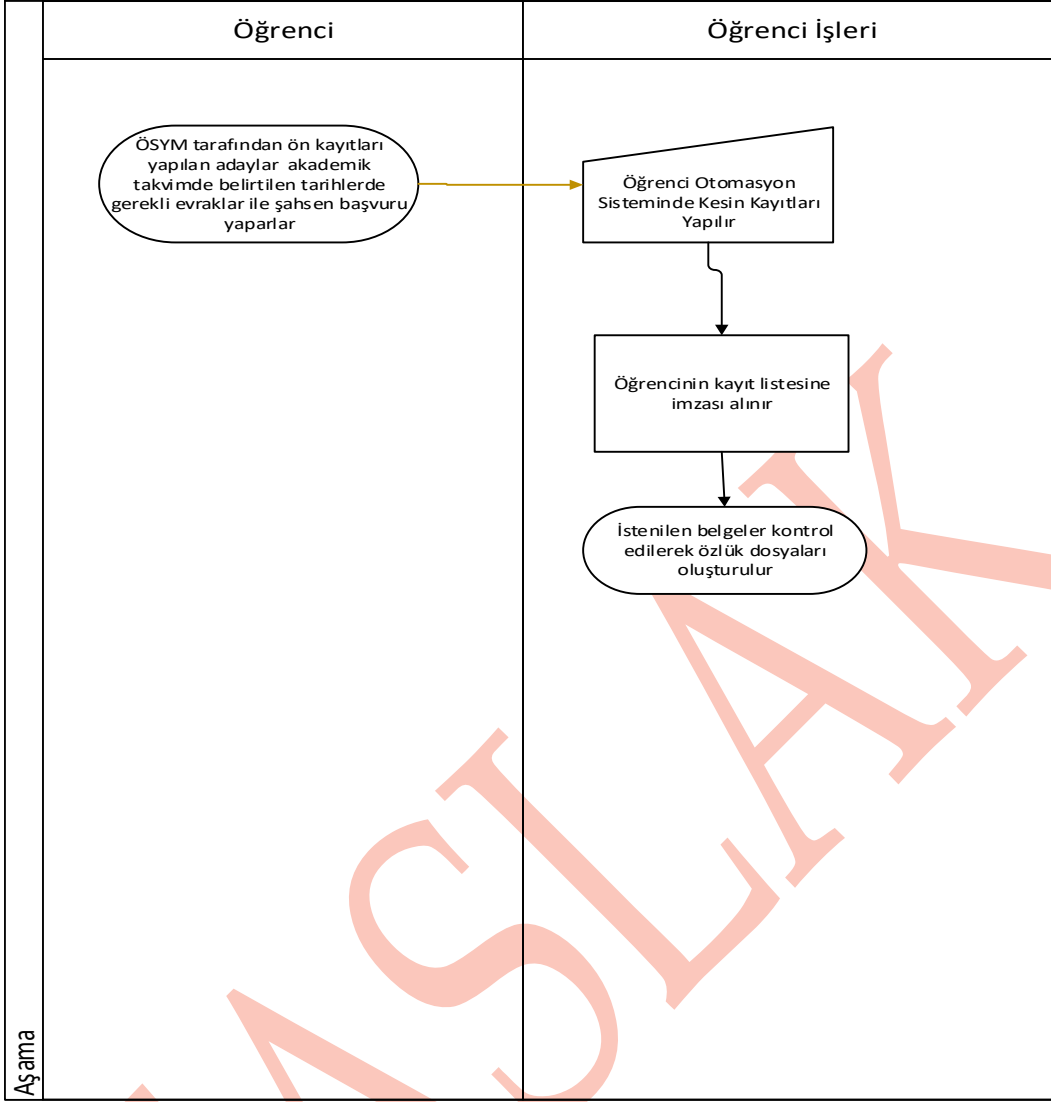 Öğrenci
Öğrenci İşleri
ÖSYM tarafından ön kayıtları
yapılan adaylar akademik
takvimde belirtilen tarihlerde
gerekli evraklar ile şahsen başvuru
yaparlar
Öğrenci Otomasyon
Sisteminde Kesin Kayıtları
Yapılır
Öğrencinin kayıt listesine
imzası alınır
İstenilen belgeler kontrol
edilerek özlük dosyaları
oluşturulur
Aşama
ASLAK